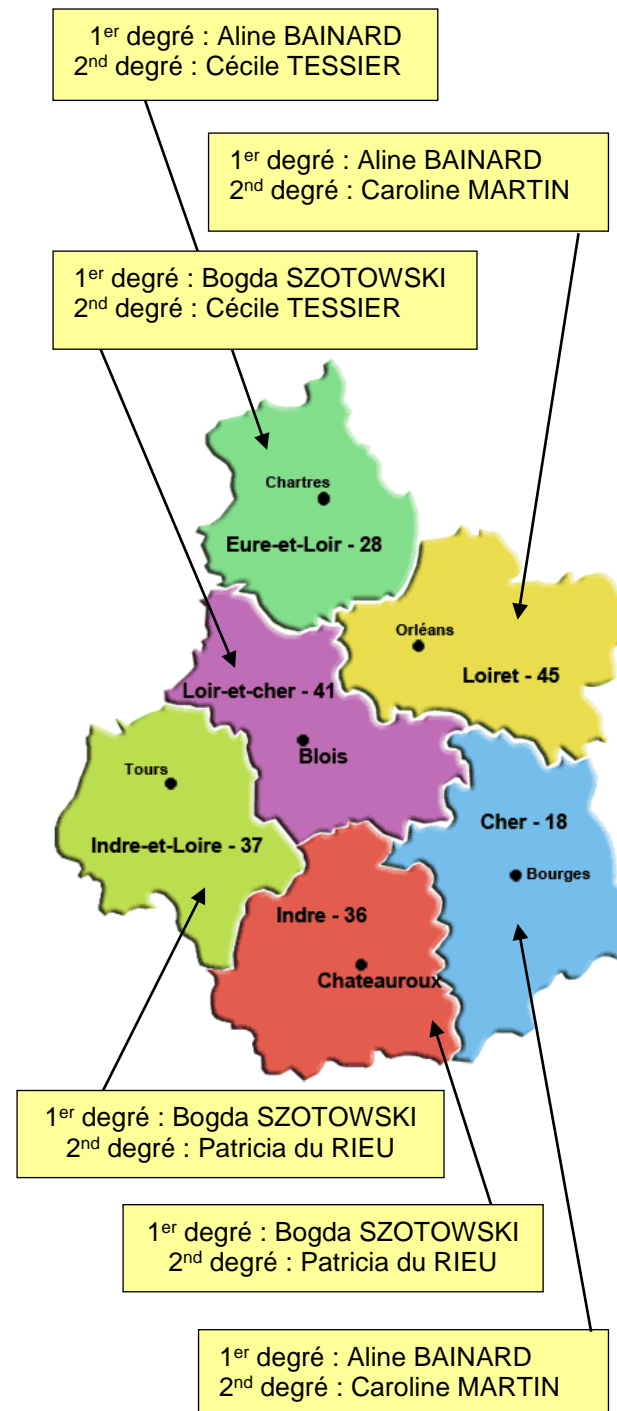 1er degré : Aline BAINARD
2nd degré : Cécile TESSIER
1er degré : Aline BAINARD
2nd degré : Caroline MARTIN
1er degré : Bogda SZOTOWSKI
2nd degré : Cécile TESSIER
Chartres
Eure-et-Loir - 28
Orléans
Loiret - 45
Loir-et-cher - 41
Blois
Tours
Indre-et-Loire - 37
Cher - 18
Bourges
Indre - 36
Chateauroux
1er degré : Bogda SZOTOWSKI
2nd degré : Patricia du RIEU
1er degré : Bogda SZOTOWSKI
2nd degré : Patricia du RIEU
1er degré : Aline BAINARD
2nd degré : Caroline MARTIN